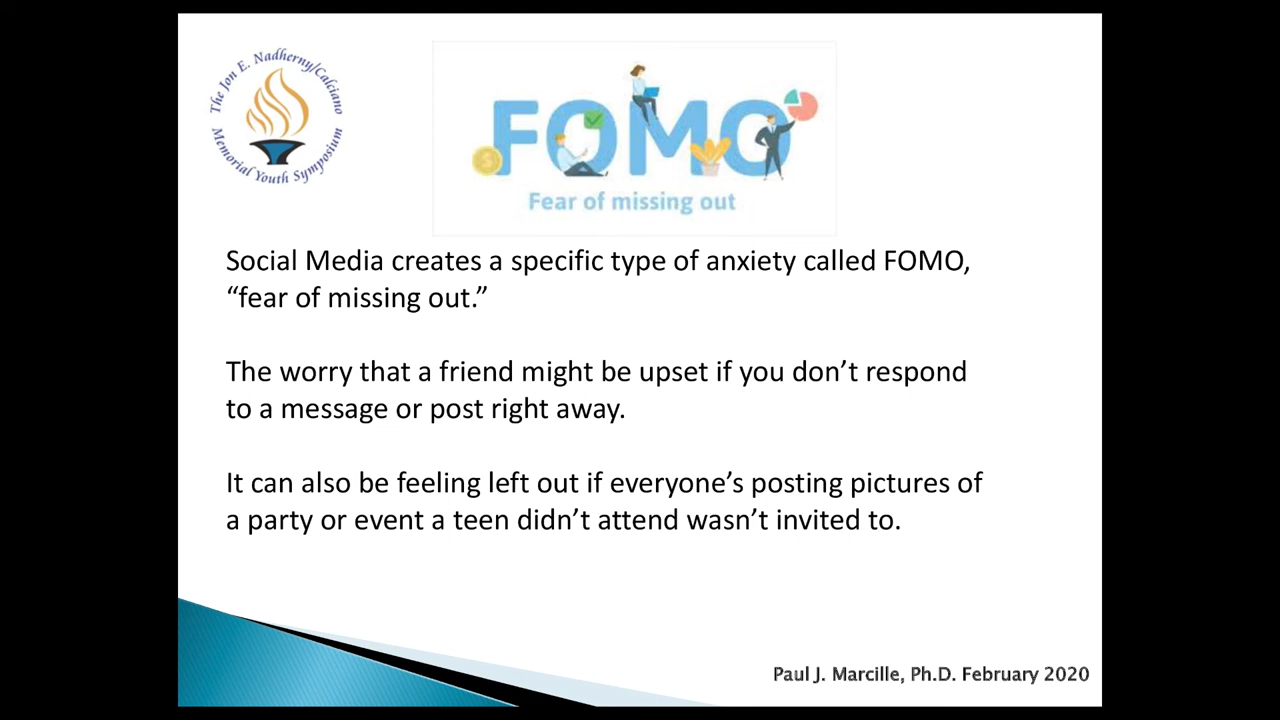 The Jon E. Nadherny/Calciano
Memorial Youth Symposium
FOMO
Fear of missing out
Social Media creates a specific type of anxiety called FOMO,
“fear of missing out.”
The worry that a friend might be upset if you don’t respond
to a message or post right away.
It can also be feeling left out if everyone’s posting pictures of
a party or event a teen didn’t attend wasn’t invited to.
Paul J. Marcille, Ph.D. February 2020